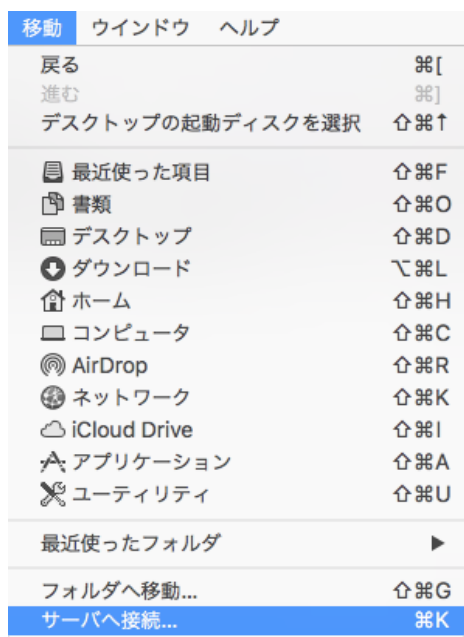 移動 ウインドウ ヘルプ
戻る ⌘[
進む ⌘]
デスクトップの起動ディスクを選択 ⇧⌘↑
最近使った項目 ⇧⌘F
書類 ⇧⌘O
デスクトップ ⇧⌘D
ダウンロード ⌥⌘L
ホーム ⇧⌘H
コンピュータ ⇧⌘C
AirDrop ⇧⌘R
ネットワーク ⇧⌘K
iCloud Drive ⇧⌘I
アプリケーション ⇧⌘A
ユーティリティ ⇧⌘U
最近使ったフォルダ ▶
フォルダへ移動... ⇧⌘G
サーバへ接続... ⌘K